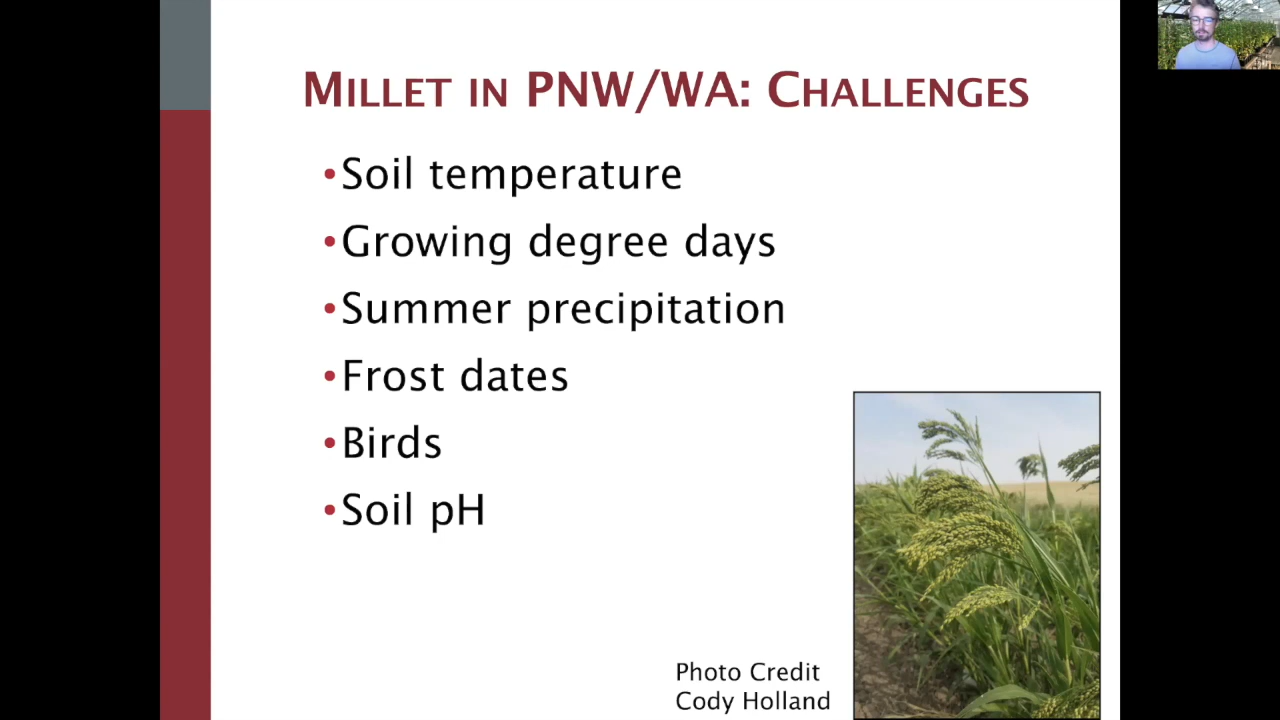 Millet in PNW/WA: Challenges
•Soil temperature
•Growing degree days
•Summer precipitation
•Frost dates
•Birds
•Soil pH
Photo Credit
Cody Holland